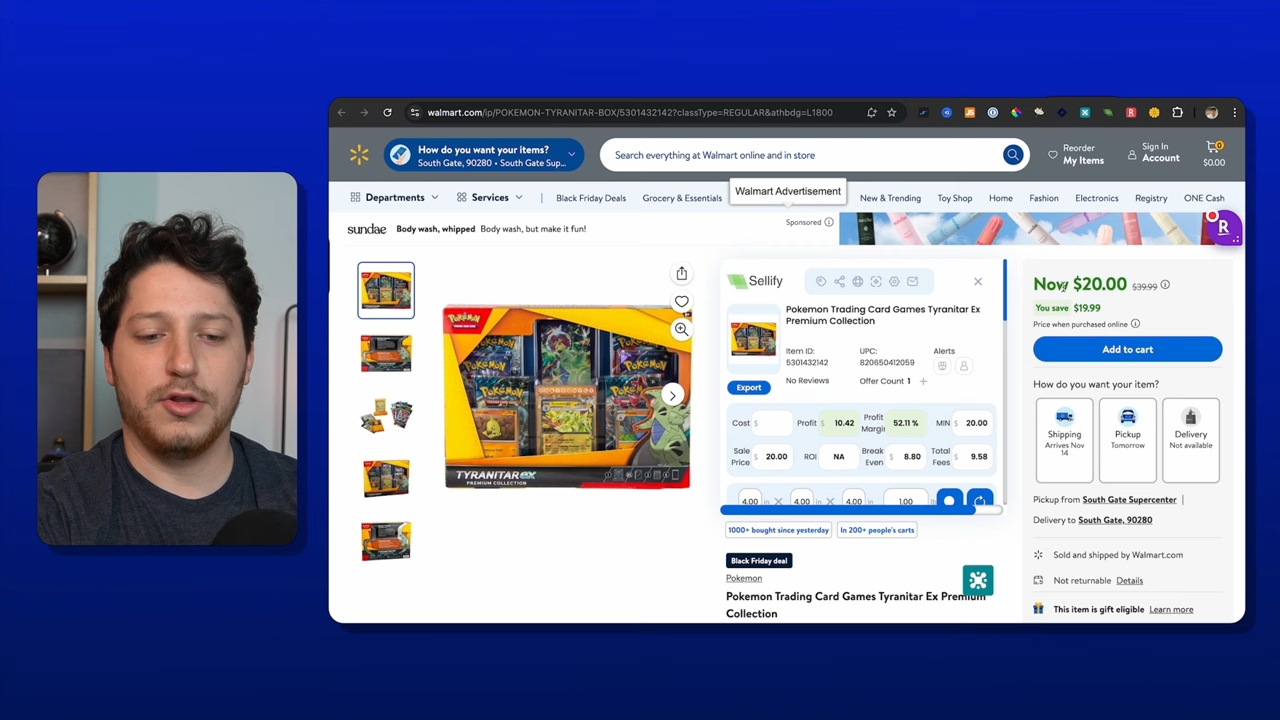 walmart.com/ip/POKEMON-TYRANITAR-BOX/5301432142?classType=REGULAR&athbdg=L1800
How do you want your items?
South Gate, 90280 • South Gate Sup...
Search everything at Walmart online and in store
Reorder
My Items
Sign In
Account
0
$0.00
Departments
Services
Black Friday Deals
Grocery & Essentials
Walmart Advertisement
New & Trending
Toy Shop
Home
Fashion
Electronics
Registry
ONE Cash
sundae
Body wash, whipped Body wash, but make it fun!
Sponsored
R
Pokémon
TYRANITAR ex
PREMIUM COLLECTION
Sellify
Pokemon Trading Card Games Tyranitar Ex
Premium Collection
Item ID:
5301432142
UPC:
820650412059
Alerts
No Reviews
Offer Count 1 +
Export
Cost $
Profit $ 10.42
Profit
Margin
52.11 %
MIN $ 20.00
Sale
Price $ 20.00
ROI NA
Break
Even $ 8.80
Total
Fees $ 9.58
4.00 in × 4.00 in × 4.00 in 1.00
1000+ bought since yesterday
In 200+ people's carts
Black Friday deal
Pokemon
Pokemon Trading Card Games Tyranitar Ex Premium
Collection
Now $20.00 $39.99
You save $19.99
Price when purchased online
Add to cart
How do you want your item?
Shipping
Arrives Nov
14
Pickup
Tomorrow
Delivery
Not available
Pickup from South Gate Supercenter
Delivery to South Gate, 90280
Sold and shipped by Walmart.com
Not returnable Details
This item is gift eligible Learn more